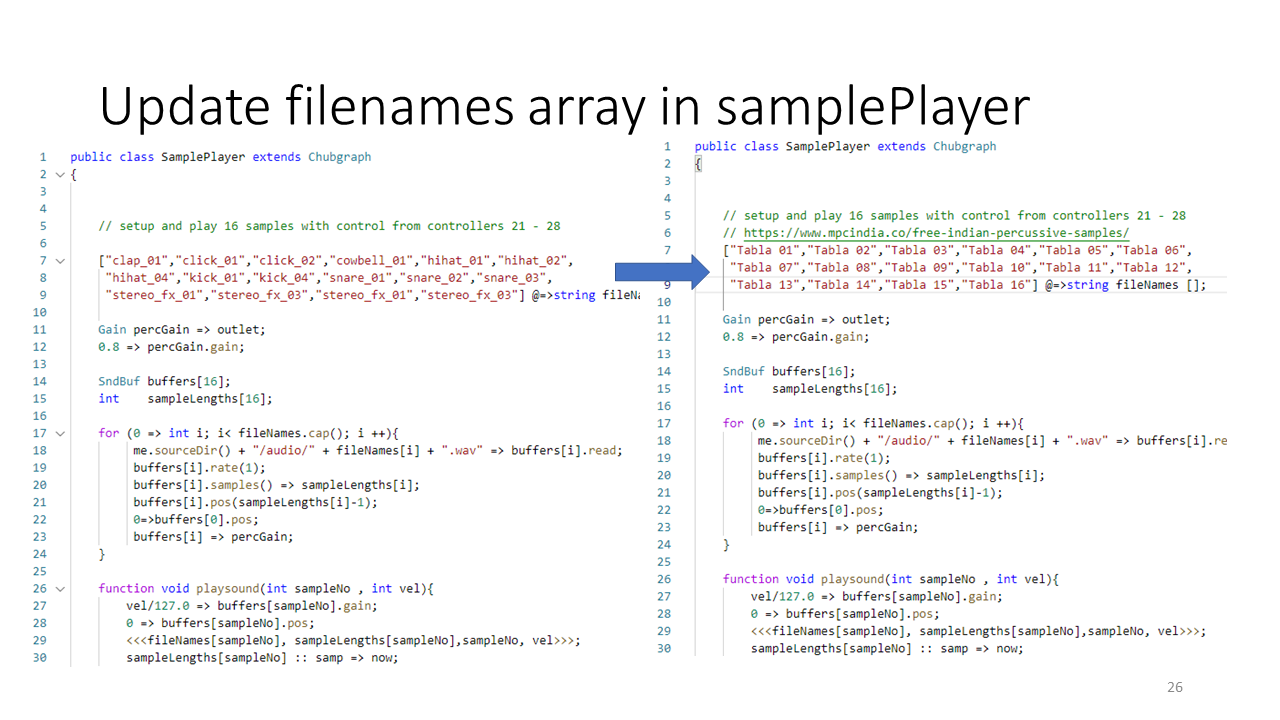 Update filenames array in samplePlayer
1 public class SamplePlayer extends Chubgraph
2 {
3
4
5 // setup and play 16 samples with control from controllers 21 - 28
6
7 ["clap_01","click_01","click_02","cowbell_01","hihat_01","hihat_02",
8 "hihat_04","kick_01","kick_04","snare_01","snare_02","snare_03",
9 "stereo_fx_01","stereo_fx_03","stereo_fx_01","stereo_fx_03"] @=>string fileNa
10
11 Gain percGain => outlet;
12 0.8 => percGain.gain;
13
14 SndBuf buffers[16];
15 int    sampleLengths[16];
16
17 for (0 => int i; i< fileNames.cap(); i ++){
18 me.sourceDir() + "/audio/" + fileNames[i] + ".wav" => buffers[i].read;
19 buffers[i].rate(1);
20 buffers[i].samples() => sampleLengths[i];
21 buffers[i].pos(sampleLengths[i]-1);
22 0=>buffers[0].pos;
23 buffers[i] => percGain;
24 }
25
26 function void playsound(int sampleNo , int vel){
27 vel/127.0 => buffers[sampleNo].gain;
28 0 => buffers[sampleNo].pos;
29 <<<fileNames[sampleNo], sampleLengths[sampleNo],sampleNo, vel>>>;
30 sampleLengths[sampleNo] :: samp => now;
1 public class SamplePlayer extends Chubgraph
2 {
3
4
5 // setup and play 16 samples with control from controllers 21 - 28
6 // https://www.mpcindia.co/free-indian-percussive-samples/
7 ["Tabla 01","Tabla 02","Tabla 03","Tabla 04","Tabla 05","Tabla 06",
"Tabla 07","Tabla 08","Tabla 09","Tabla 10","Tabla 11","Tabla 12",
9 "Tabla 13","Tabla 14","Tabla 15","Tabla 16"] @=>string fileNames [];
10
11 Gain percGain => outlet;
12 0.8 => percGain.gain;
13
14 SndBuf buffers[16];
15 int    sampleLengths[16];
16
17 for (0 => int i; i< fileNames.cap(); i ++){
18 me.sourceDir() + "/audio/" + fileNames[i] + ".wav" => buffers[i].re
19 buffers[i].rate(1);
20 buffers[i].samples() => sampleLengths[i];
21 buffers[i].pos(sampleLengths[i]-1);
22 0=>buffers[0].pos;
23 buffers[i] => percGain;
24 }
25
26 function void playsound(int sampleNo , int vel){
27 vel/127.0 => buffers[sampleNo].gain;
28 0 => buffers[sampleNo].pos;
29 <<<fileNames[sampleNo], sampleLengths[sampleNo],sampleNo, vel>>>;
30 sampleLengths[sampleNo] :: samp => now;
26